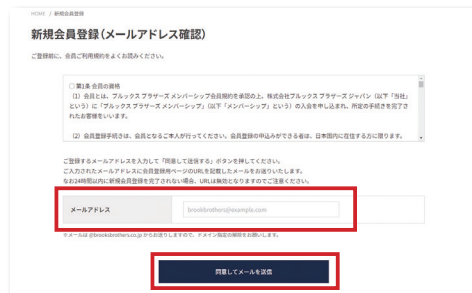 HOME / 新規会員登録
新規会員登録（メールアドレス確認）
ご登録前に、会員ご利用規約をよくお読みください。
○ 第1条 会員の資格
（1）会員とは、ブルックス ブラザーズ メンバーシップ会員規約を承認の上、株式会社ブルックス ブラザーズ ジャパン（以下「当社」
という）に「ブルックス ブラザーズ メンバーシップ」（以下「メンバーシップ」という）の入会を申し込まれ、所定の手続きを完了さ
れたお客様をいいます。
（2）会員登録手続きは、会員となるご本人が行ってください。会員登録の申込みができる者は、日本国内に在住する方に限ります。
ご登録するメールアドレスを入力して「同意して送信する」ボタンを押してください。
ご入力されたメールアドレスに会員登録用ページのURLを記載したメールをお送りいたします。
なお24時間以内に新規会員登録を完了されない場合、URLは無効となりますのでご注意ください。
メールアドレス
brookbrothers@example.com
※メールは @brooksbrothers.co.jp からお送りしますので、ドメイン指定の解除をお願いします。
同意してメールを送信